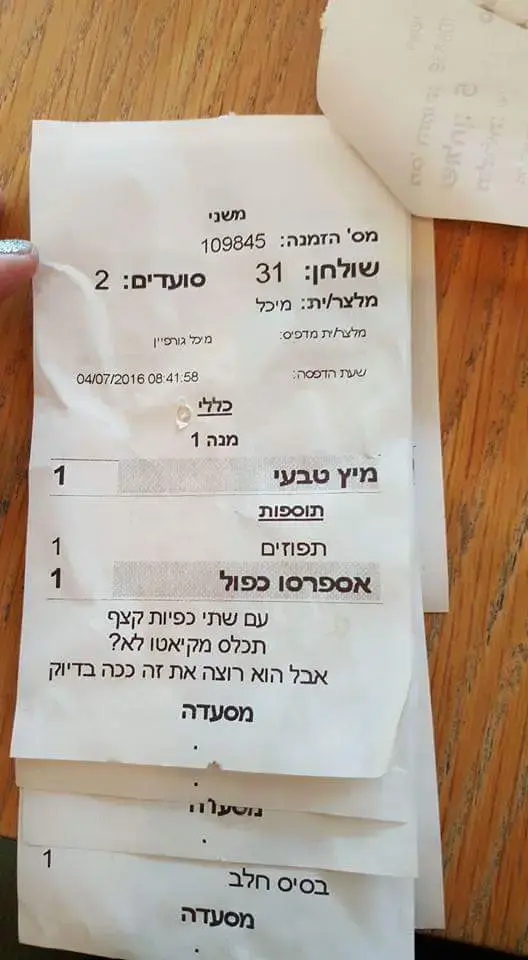 משני
מס' הזמנה: 109845
שולחן: 31 סועדים: 2
מלצר/ית: מיכל
מלצר/ית מדפיס: מיכל גורפיין
שעת הדפסה: 04/07/2016 08:41:58
כללי
מנה 1
מיץ טבעי 1
תוספות
תפוזים 1
אספרסו כפול 1
עם שתי כפיות קצף
תכלס מקיאטו לא?
אבל הוא רוצה את זה ככה בדיוק
מסעדה
.
.
מסעדה
.
1
בסיס חלב
מסעדה
.